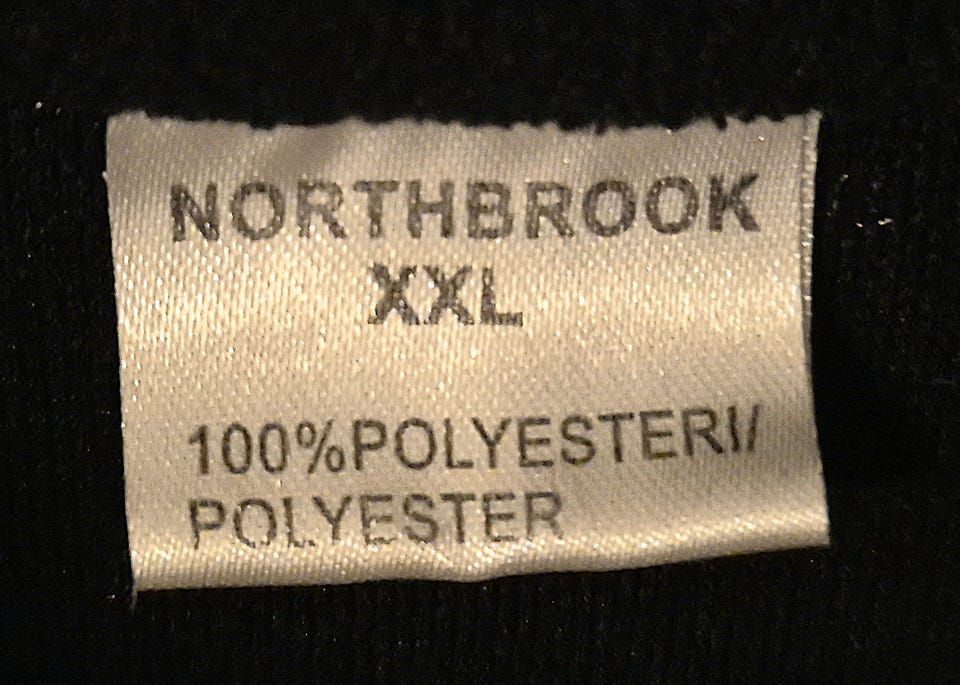 NORTHBROOK
XXL
100%POLYESTERI//
POLYESTER